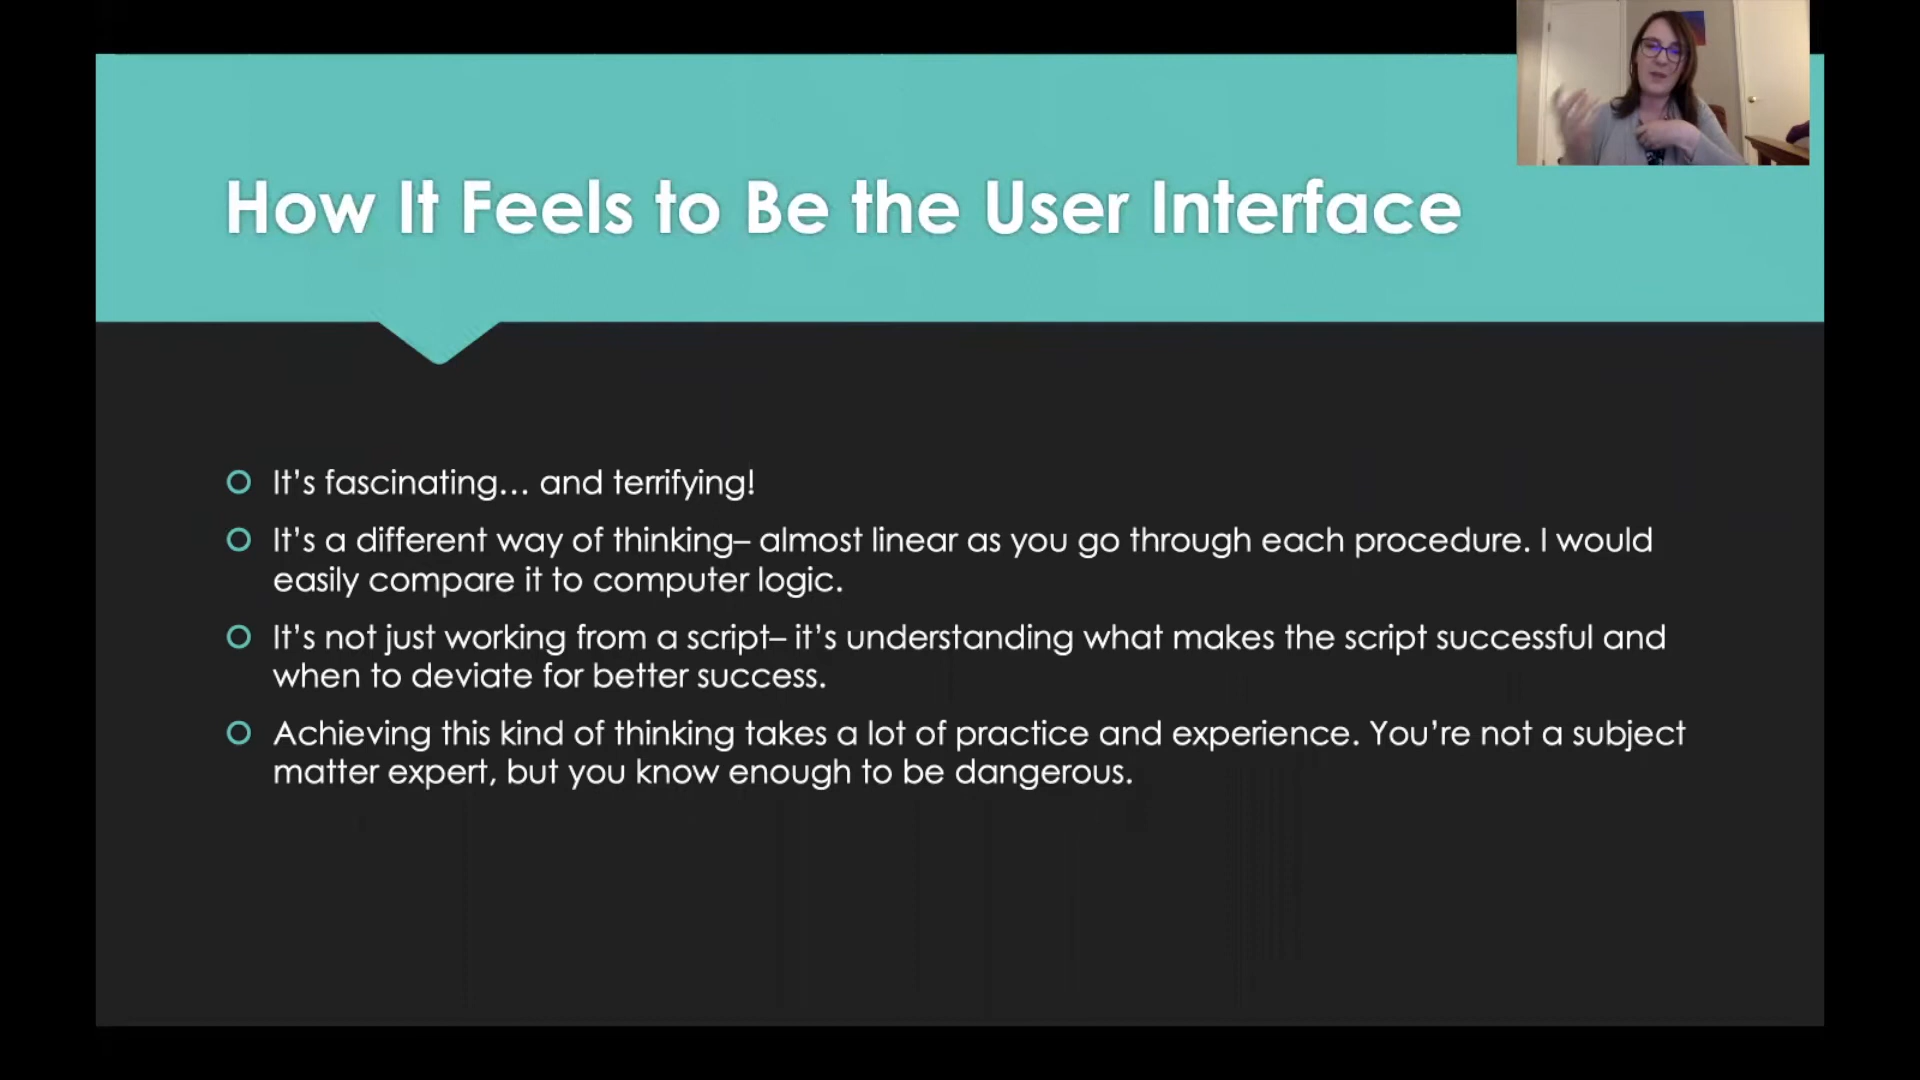 How It Feels to Be the User Interface
It’s fascinating… and terrifying!
It’s a different way of thinking– almost linear as you go through each procedure. I would
easily compare it to computer logic.
It’s not just working from a script– it’s understanding what makes the script successful and
when to deviate for better success.
Achieving this kind of thinking takes a lot of practice and experience. You’re not a subject
matter expert, but you know enough to be dangerous.